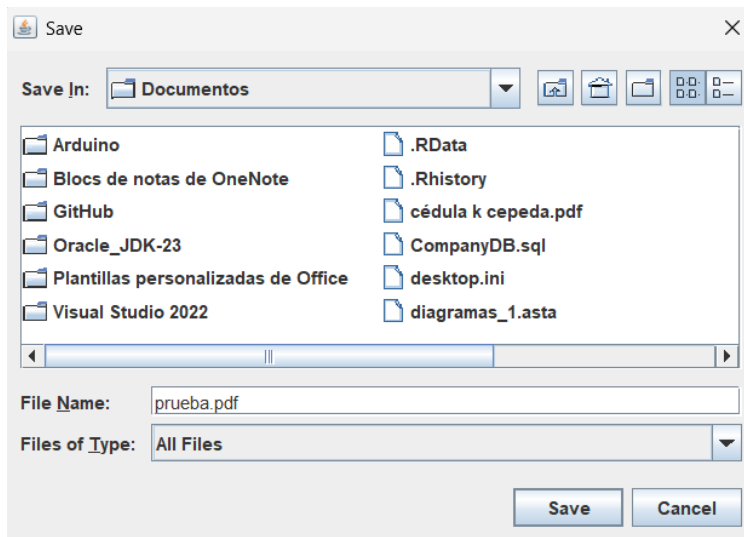 Save
Save In: Documentos
Arduino
Blocs de notas de OneNote
GitHub
Oracle_JDK-23
Plantillas personalizadas de Office
Visual Studio 2022
.RData
.Rhistory
cédula k cepeda.pdf
CompanyDB.sql
desktop.ini
diagramas_1.asta
File Name: prueba.pdf
Files of Type: All Files
Save Cancel